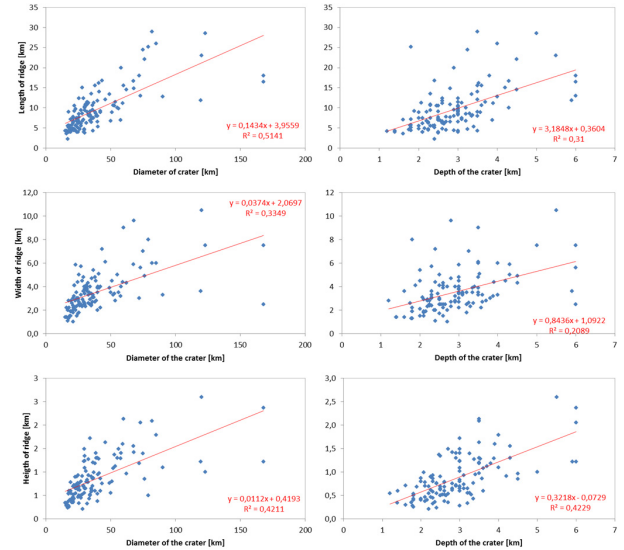 Length of ridge [km]
35
30
25
20
15
10
5
0
y = 0,1434x + 3,9559
R² = 0,5141
0 50 100 150 200
Diameter of crater [km]
35
30
25
20
15
10
5
0
y = 3,1848x + 0,3604
R² = 0,31
0 1 2 3 4 5 6 7
Depth of the crater [km]
Width of ridge [km]
12,0
10,0
8,0
6,0
4,0
2,0
0,0
y = 0,0374x + 2,0697
R² = 0,3349
0 50 100 150 200
Diameter of the crater [km]
12
10
8
6
4
2
0
y = 0,8436x + 1,0922
R² = 0,2089
0 1 2 3 4 5 6 7
Depth of the crater [km]
Heigth of ridge [km]
3
3
2
2
1
1
0
y = 0,0112x + 0,4193
R² = 0,4211
0 50 100 150 200
Diameter of the crater [km]
3,0
2,5
2,0
1,5
1,0
0,5
0,0
y = 0,3218x - 0,0729
R² = 0,4229
0 1 2 3 4 5 6 7
Depth of the crater [km]